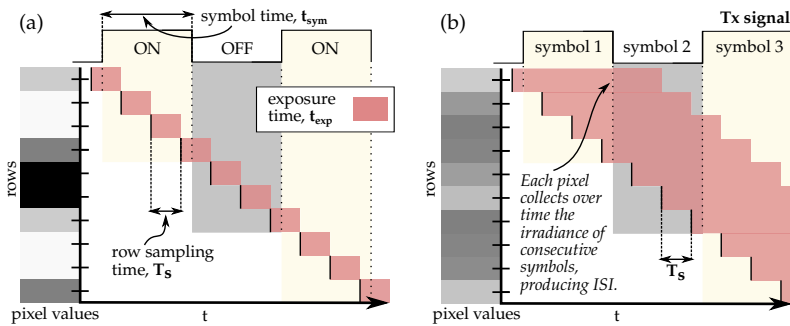 (a)
symbol time, tsym
ON
OFF
ON
exposure
time, texp
rows
row sampling
time, Ts
pixel values
t
(b)
Tx signal
symbol 1
symbol 2
symbol 3
rows
Each pixel
collects over
time the
irradiance of
consecutive
symbols,
producing ISI.
Ts
pixel values
t